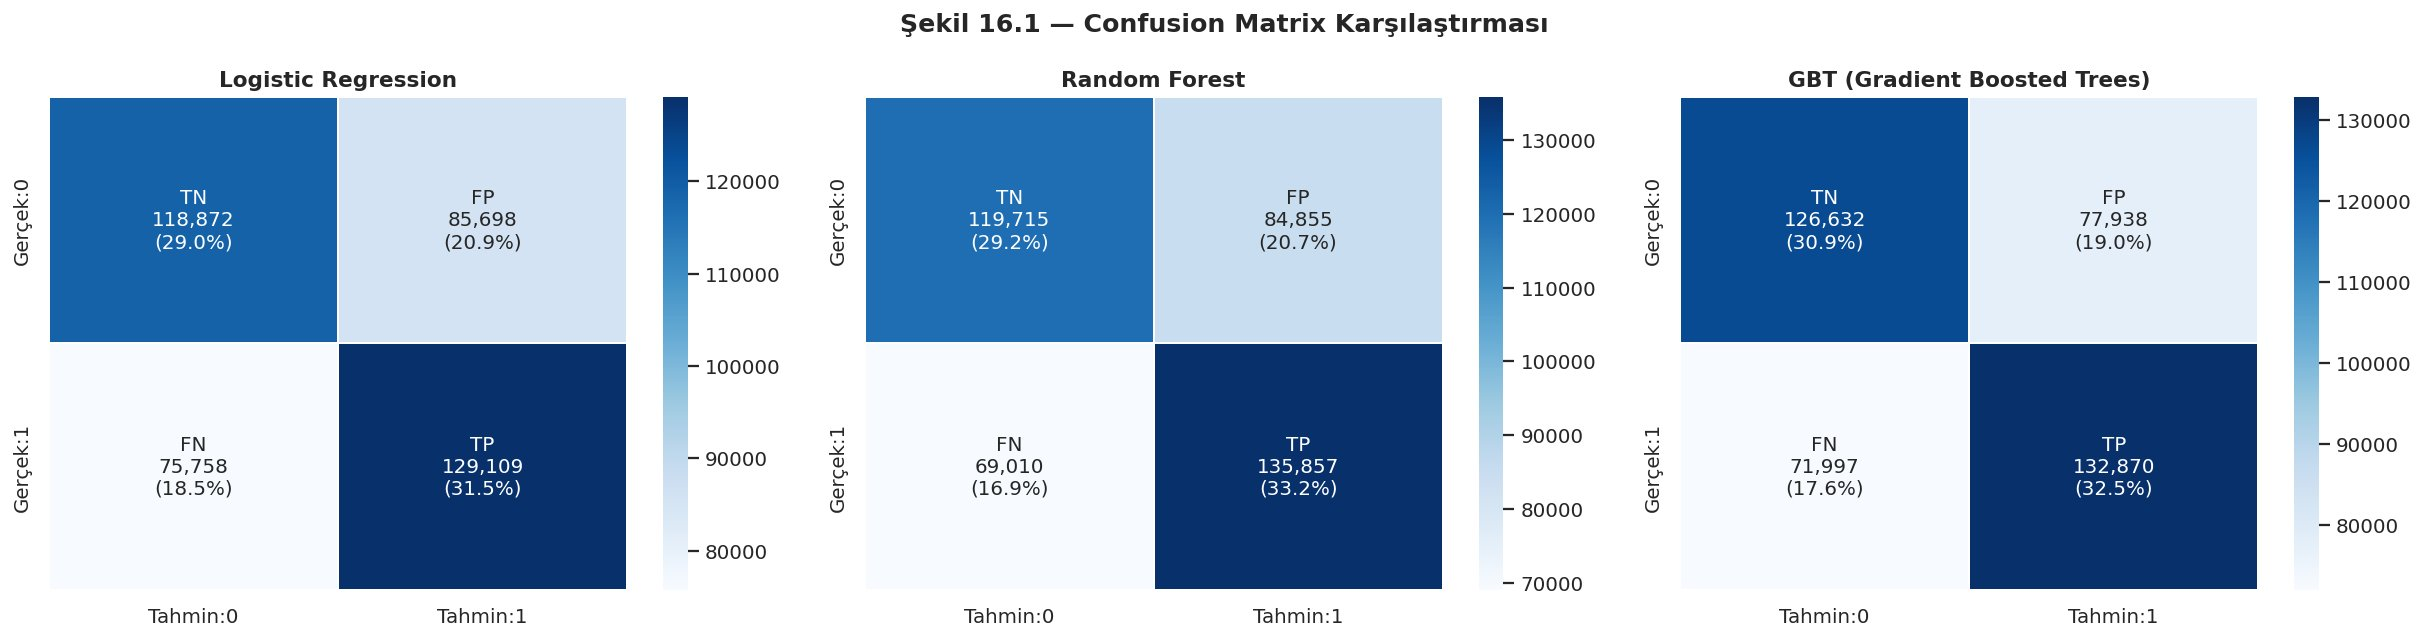 Şekil 16.1 — Confusion Matrix Karşılaştırması
Logistic Regression
Gerçek:0
Gerçek:1
TN
118,872
(29.0%)
FP
85,698
(20.9%)
FN
75,758
(18.5%)
TP
129,109
(31.5%)
Tahmin:0
Tahmin:1
120000
110000
100000
90000
80000
Random Forest
Gerçek:0
Gerçek:1
TN
119,715
(29.2%)
FP
84,855
(20.7%)
FN
69,010
(16.9%)
TP
135,857
(33.2%)
Tahmin:0
Tahmin:1
130000
120000
110000
100000
90000
80000
70000
GBT (Gradient Boosted Trees)
Gerçek:0
Gerçek:1
TN
126,632
(30.9%)
FP
77,938
(19.0%)
FN
71,997
(17.6%)
TP
132,870
(32.5%)
Tahmin:0
Tahmin:1
130000
120000
110000
100000
90000
80000